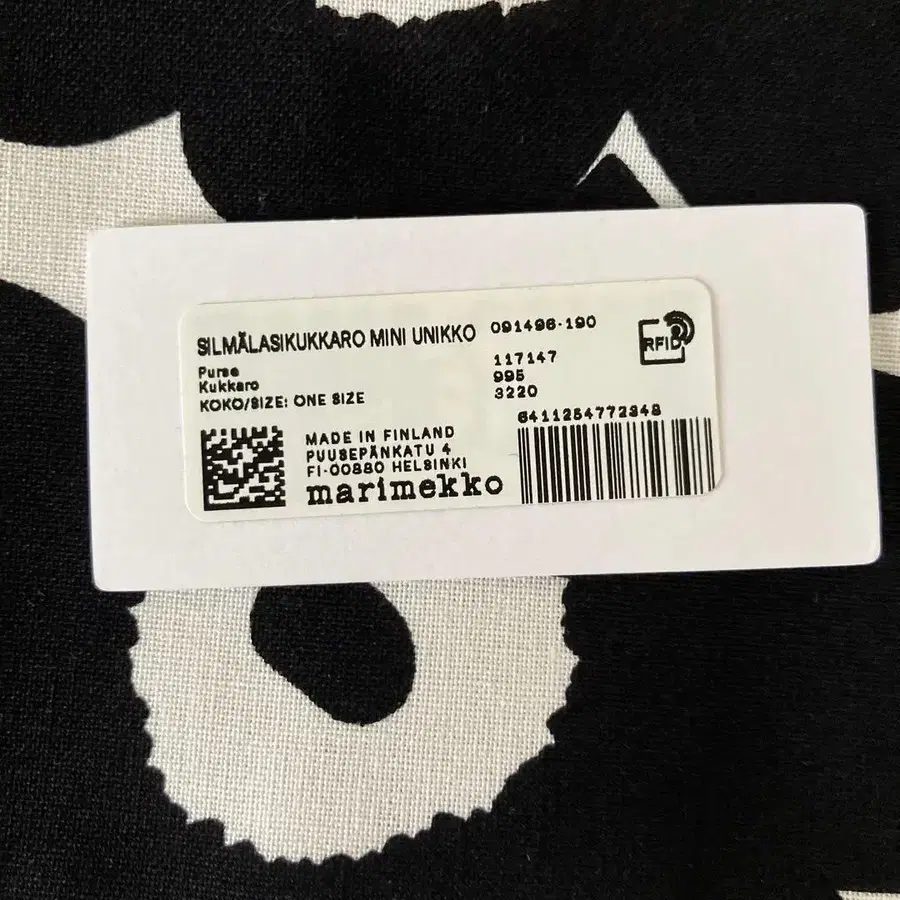 SILMÄLASIKUKKARO MINI UNIKKO
091496-190
RFID
Purse
Kukkaro
KOKO/SIZE: ONE SIZE
117147
995
3220
6411254772348
MADE IN FINLAND
PUUSEPÄNKATU 4
FI-00880 HELSINKI
marimekko